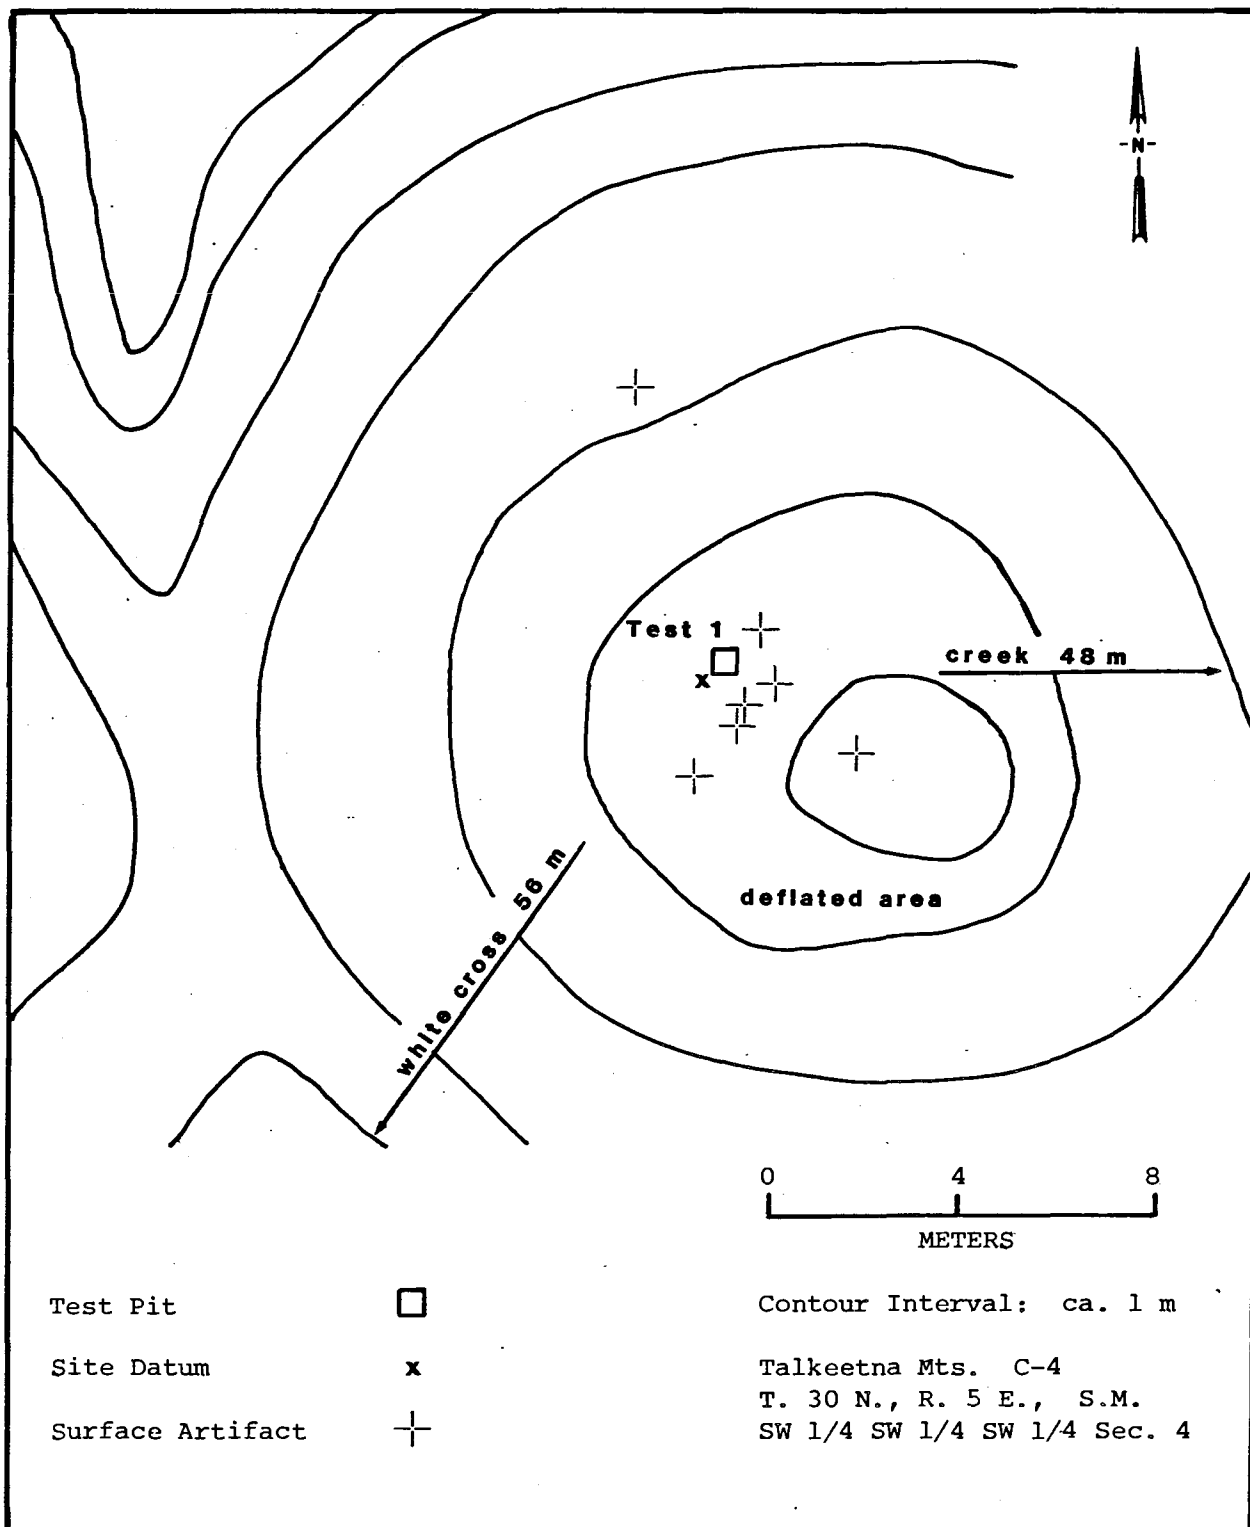 -N-
Test 1
x
creek 48 m
deflated area
white cross 56 m
0 4 8
METERS
Test Pit
Contour Interval: ca. 1 m
Site Datum x
Talkeetna Mts. C-4
T. 30 N., R. 5 E., S.M.
Surface Artifact
SW 1/4 SW 1/4 SW 1/4 Sec. 4